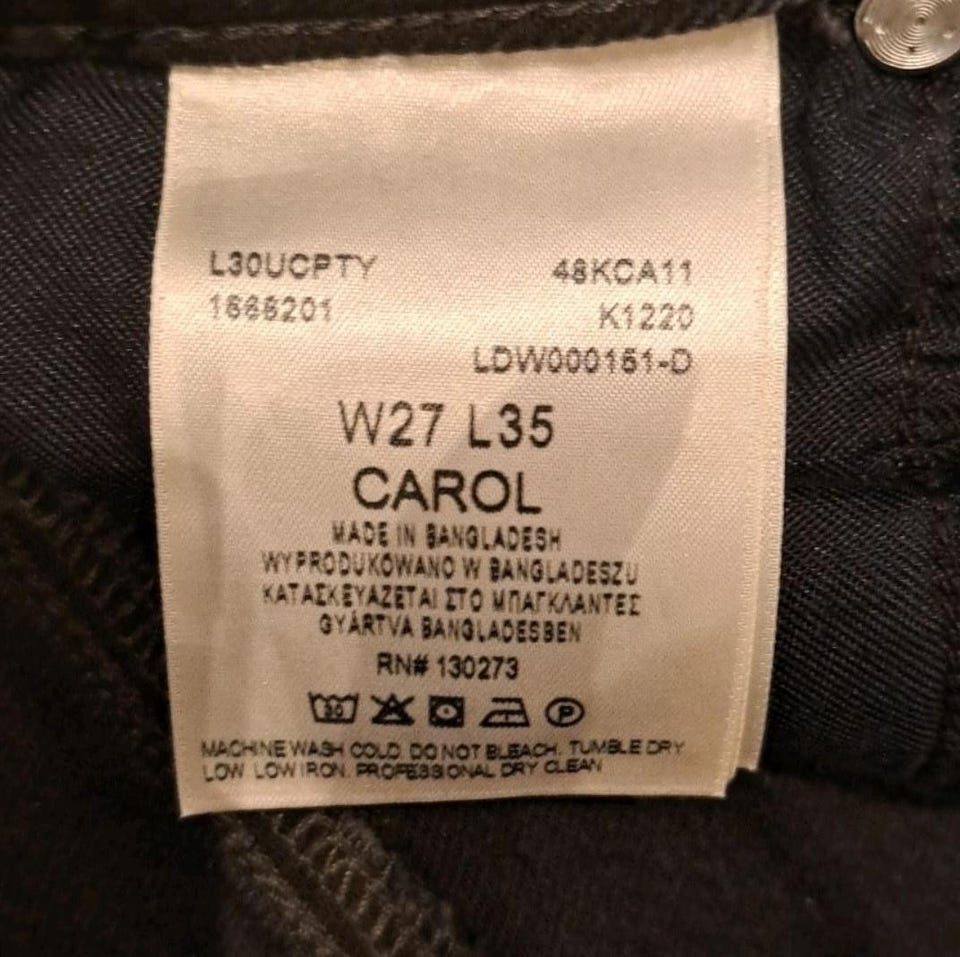 L30UCPTY 48KCA11
1666201 K1220
LDW000151-D
W27 L35
CAROL
MADE IN BANGLADESH
WYPRODUKOWANO W BANGLADESZU
ΚΑΤΑΣΚΕΥΑΖΕΤΑΙ ΣΤΟ ΜΠΑΓΚΛΑΝΤΕΣ
GYÁRTVA BANGLADESBEN
RN# 130273
30 P
MACHINE WASH COLD. DO NOT BLEACH. TUMBLE DRY
LOW. LOW IRON. PROFESSIONAL DRY CLEAN